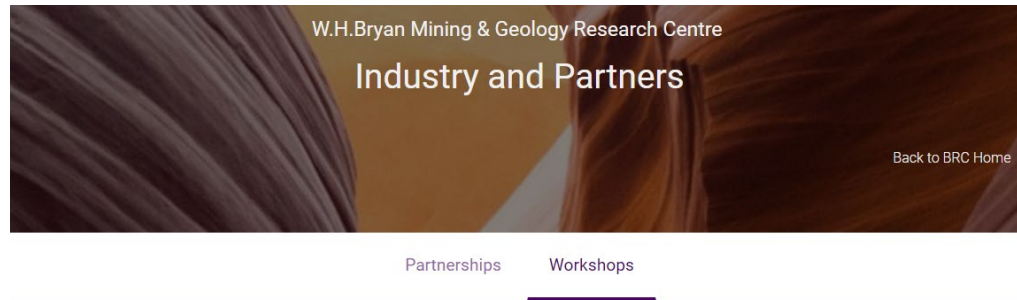 W.H.Bryan Mining & Geology Research Centre
Industry and Partners
Back to BRC Home
Partnerships Workshops